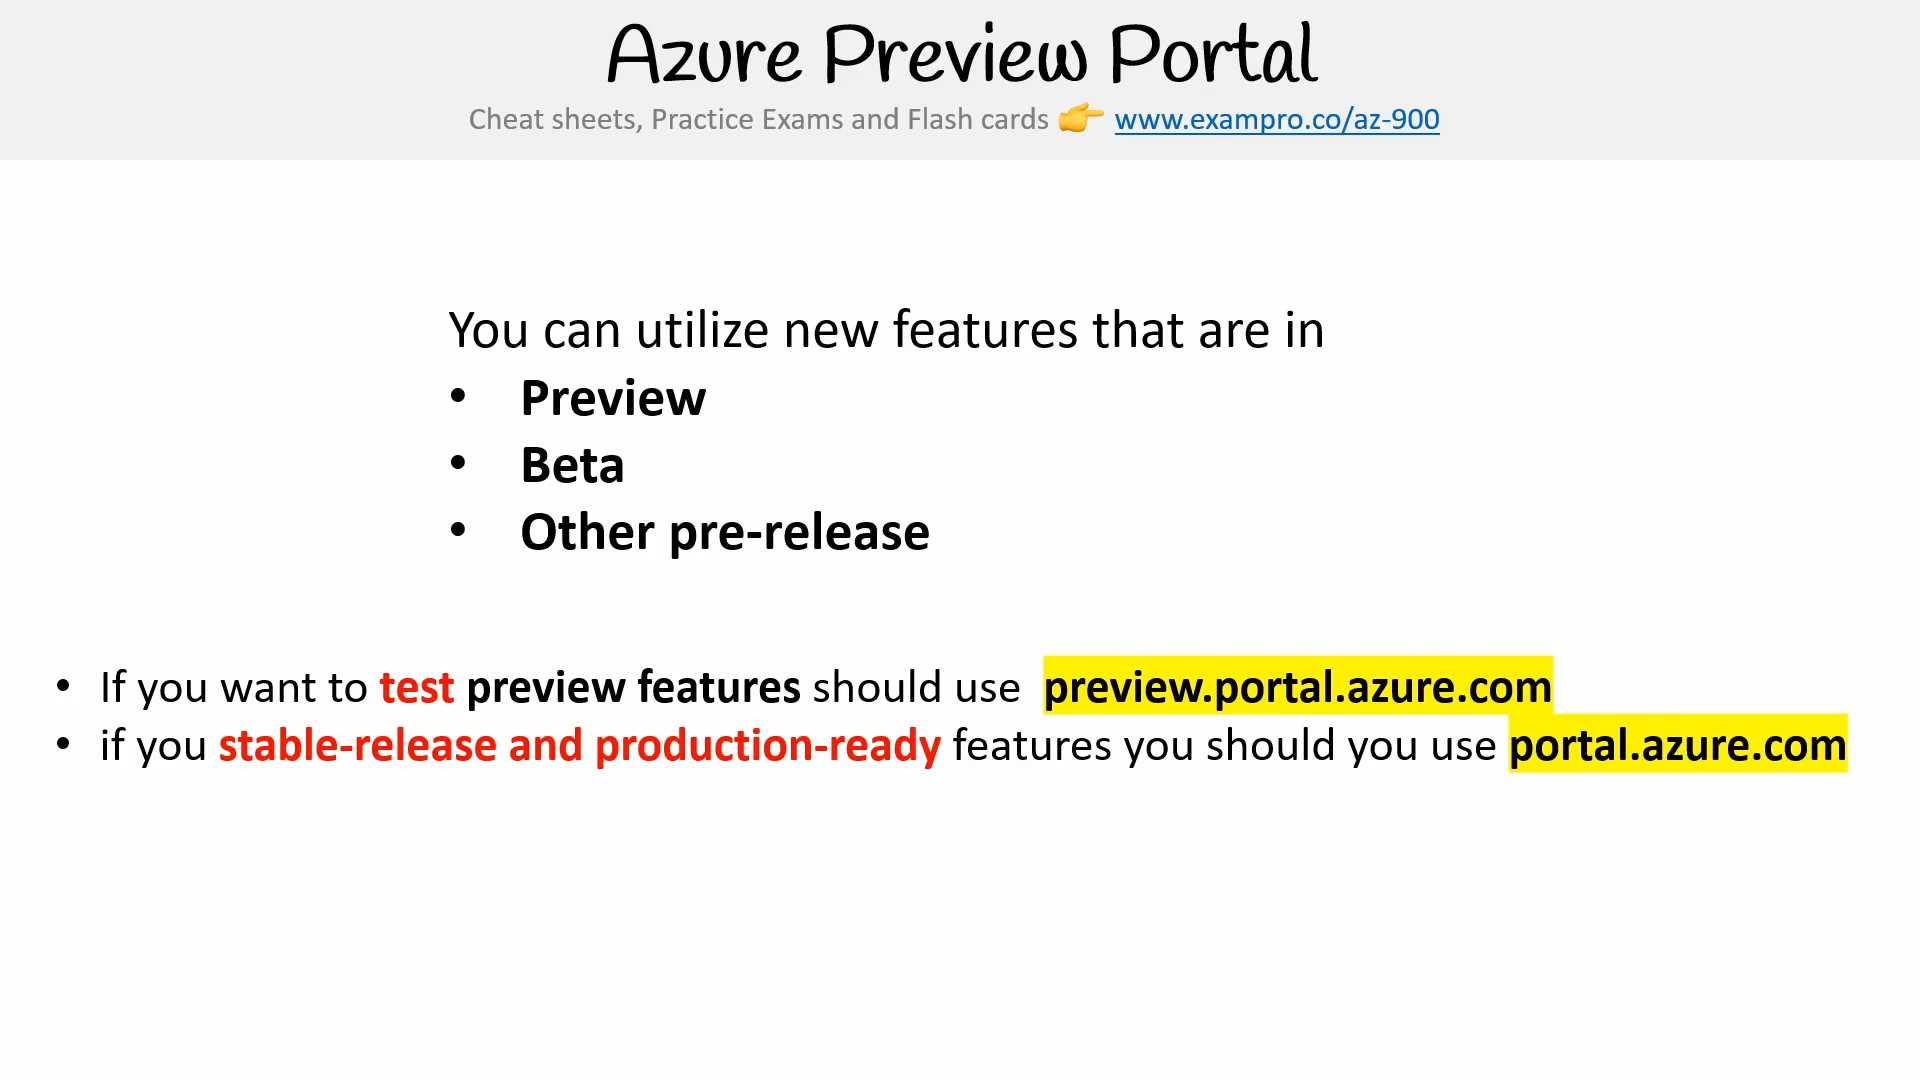 Azure Preview Portal
Cheat sheets, Practice Exams and Flash cards 👉 www.exampro.co/az-900
You can utilize new features that are in
• Preview
• Beta
• Other pre-release
• If you want to test preview features should use preview.portal.azure.com
• if you stable-release and production-ready features you should you use portal.azure.com